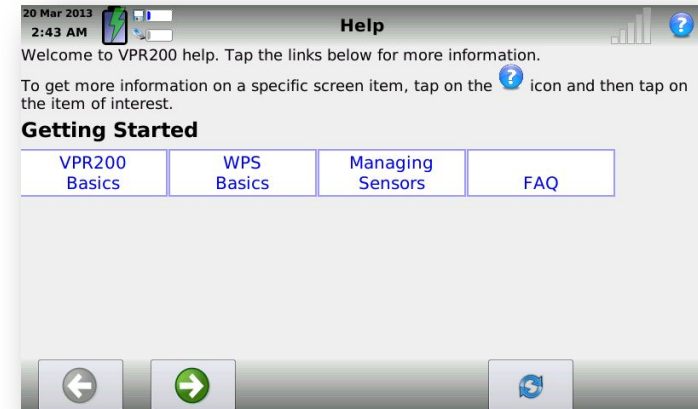 20 Mar 2013
2:43 AM
Help
Welcome to VPR200 help. Tap the links below for more information.
To get more information on a specific screen item, tap on the ? icon and then tap on
the item of interest.
Getting Started
VPR200
Basics
WPS
Basics
Managing
Sensors
FAQ